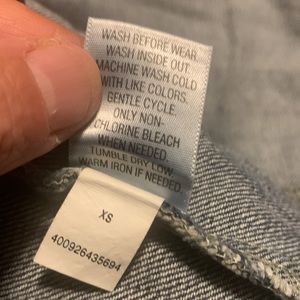 WASH BEFORE WEAR.
WASH INSIDE OUT.
MACHINE WASH COLD
WITH LIKE COLORS.
GENTLE CYCLE.
ONLY NON-
CHLORINE BLEACH
WHEN NEEDED.
TUMBLE DRY LOW.
WARM IRON IF NEEDED.
XS
400926435694